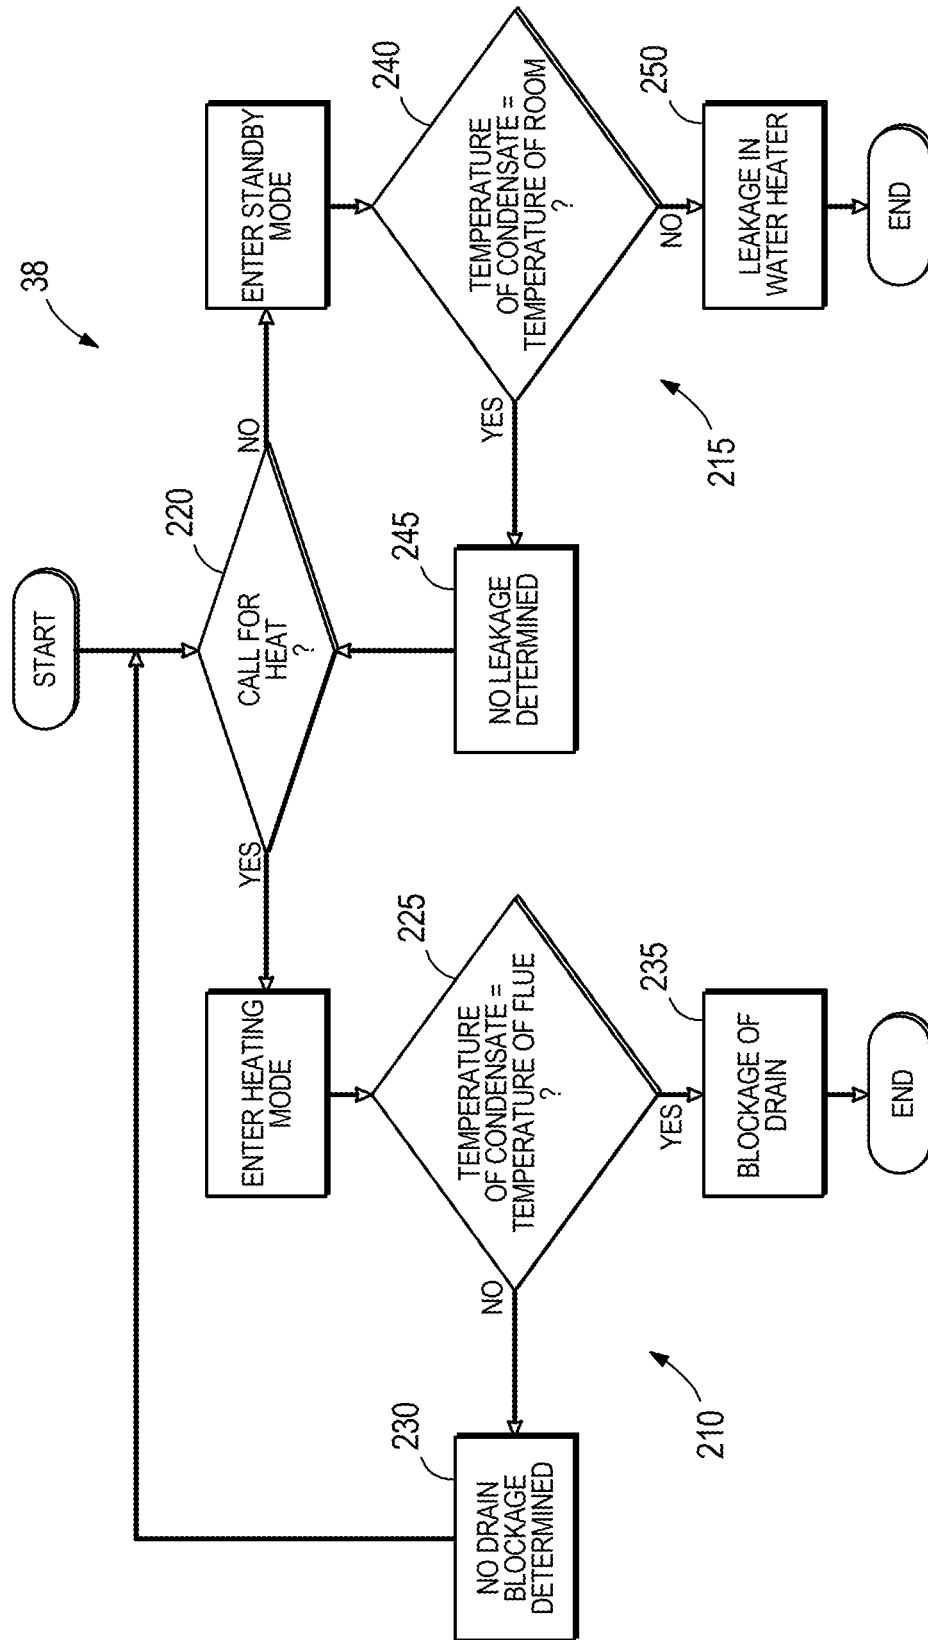 38
START
220
CALL FOR
HEAT
?
YES
NO
ENTER HEATING
MODE
ENTER STANDBY
MODE
225
TEMPERATURE
OF CONDENSATE =
TEMPERATURE OF FLUE
?
NO
YES
230
NO DRAIN
BLOCKAGE
DETERMINED
235
BLOCKAGE OF
DRAIN
END
210
240
TEMPERATURE
OF CONDENSATE =
TEMPERATURE OF ROOM
?
YES
NO
245
NO LEAKAGE
DETERMINED
250
LEAKAGE IN
WATER HEATER
END
215